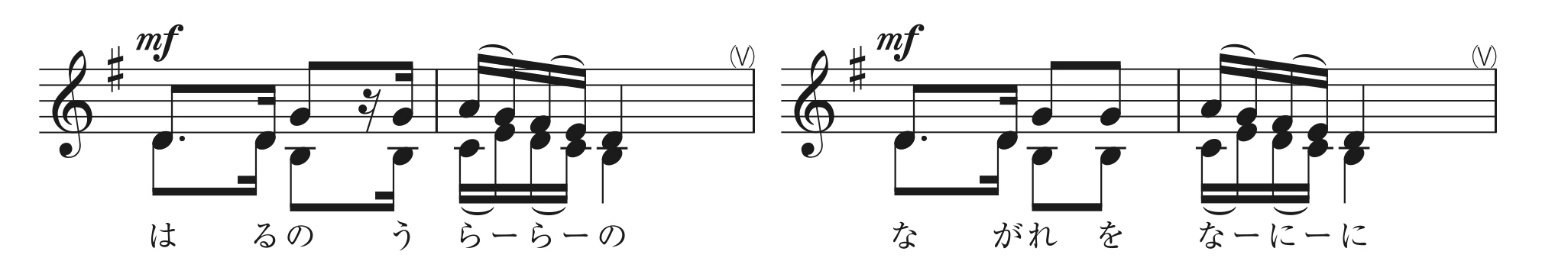 mf mf
(V) (V)
は るの う らーらーの な がれ を なーにーに